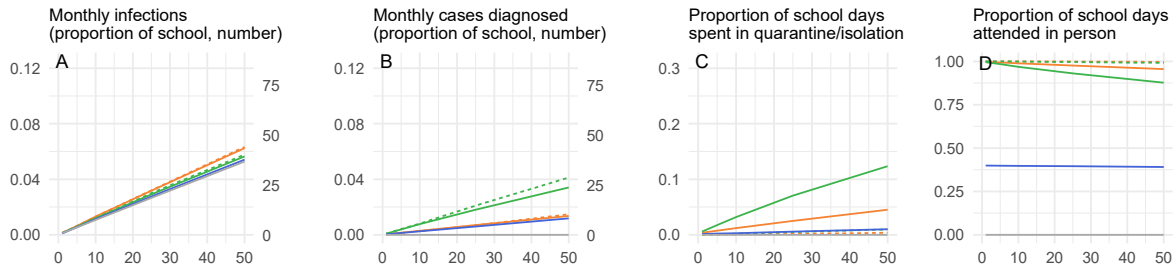 Monthly infections
(proportion of school, number)
Monthly cases diagnosed
(proportion of school, number)
Proportion of school days
spent in quarantine/isolation
Proportion of school days
attended in person
A
0.12
0.08
0.04
0.00
75
50
25
0
0 10 20 30 40 50
B
0.12
0.08
0.04
0.00
75
50
25
0
0 10 20 30 40 50
C
0.3
0.2
0.1
0.0
0 10 20 30 40 50
D
1.00
0.75
0.50
0.25
0.00
0 10 20 30 40 50